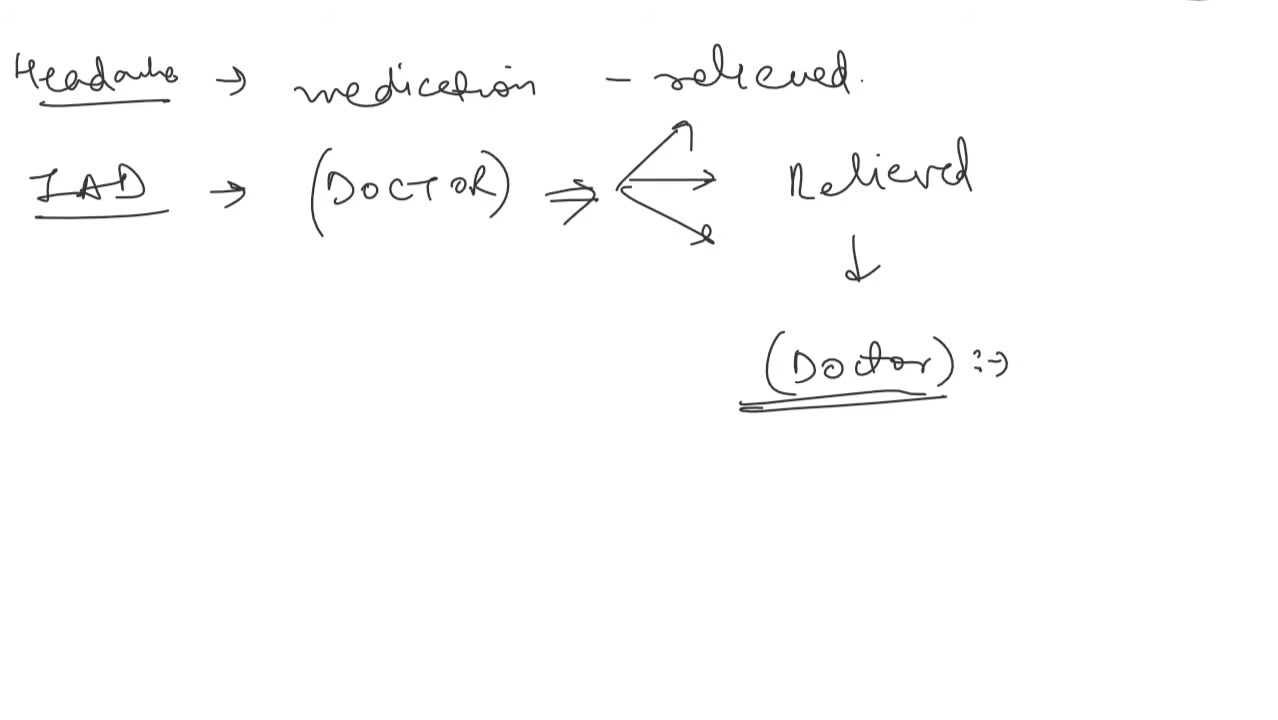 Headache → medication - relieved.
IAD → (DOCTOR) ⇒ Relieved
↓
(Doctor) :→